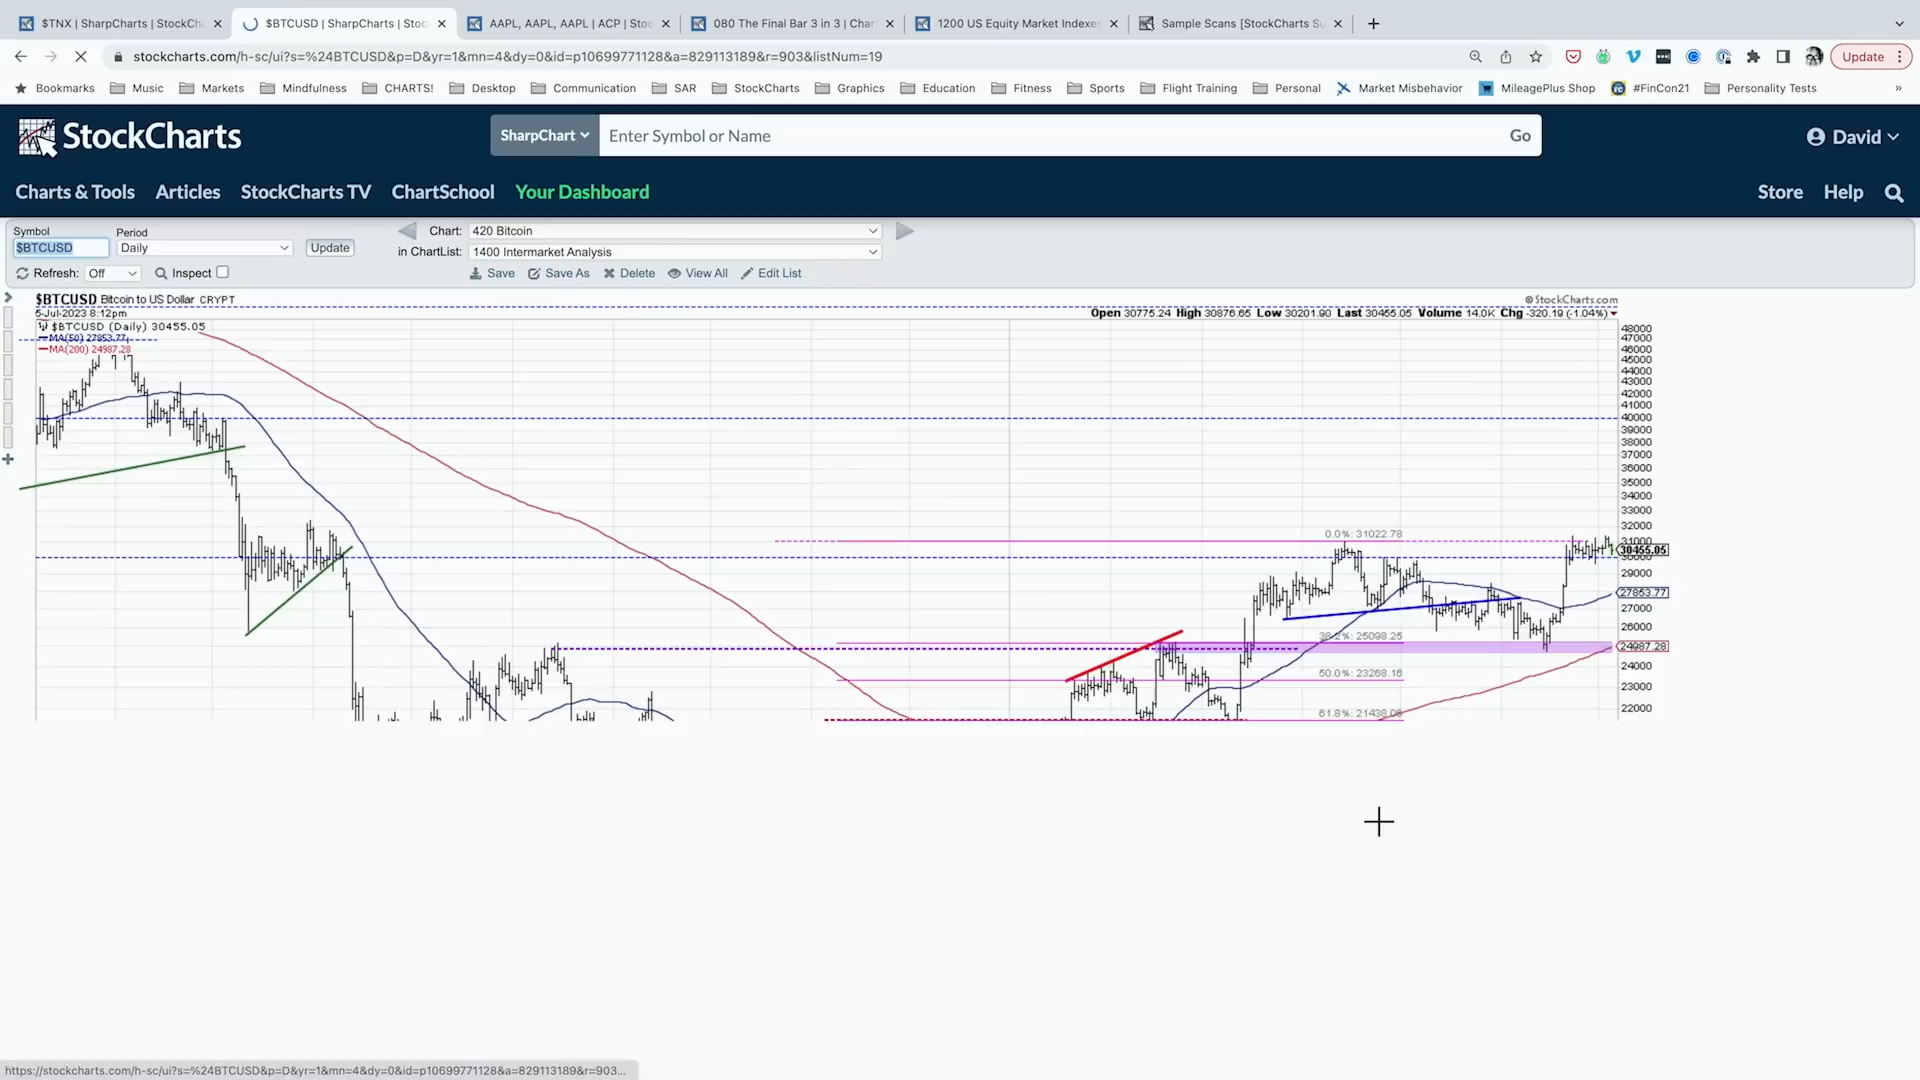 $TNX | SharpCharts | StockCh
$BTCUSD | SharpCharts | Stoc
AAPL, AAPL, AAPL | ACP | Sto
080 The Final Bar 3 in 3 | Char
1200 US Equity Market Indexe
Sample Scans [StockCharts Su
stockcharts.com/h-sc/ui?s=%24BTCUSD&p=D&yr=1&mn=4&dy=0&id=p10699771128&a=829113189&r=903&listNum=19
Update
Bookmarks Music Markets Mindfulness CHARTS! Desktop Communication SAR StockCharts Graphics Education Fitness Sports Flight Training Personal Market Misbehavior MileagePlus Shop #FinCon21 Personality Tests »
StockCharts
SharpChart Enter Symbol or Name Go
David
Charts & Tools Articles StockCharts TV ChartSchool Your Dashboard Store Help
Symbol Period
$BTCUSD Daily Update
Chart: 420 Bitcoin
in ChartList: 1400 Intermarket Analysis
Refresh: Off Inspect
Save Save As Delete View All Edit List
$BTCUSD Bitcoin to US Dollar CRYPT
© StockCharts.com
5-Jul-2023 8:12pm
Open 30775.24 High 30876.65 Low 30201.90 Last 30455.05 Volume 14.0K Chg -320.19 (-1.04%)
$BTCUSD (Daily) 30455.05
MA(50) 27853.77
MA(200) 24987.28
48000
47000
46000
45000
44000
43000
42000
41000
40000
39000
38000
37000
36000
35000
34000
33000
32000
0.0%: 31022.78
31000
30455.05
30000
29000
27853.77
27000
26000
38.2%: 25098.25
24987.28
24000
50.0%: 23268.16
23000
22000
61.8%: 21438.06
https://stockcharts.com/h-sc/ui?s=%24BTCUSD&p=D&yr=1&mn=4&dy=0&id=p10699771128&a=829113189&r=903...